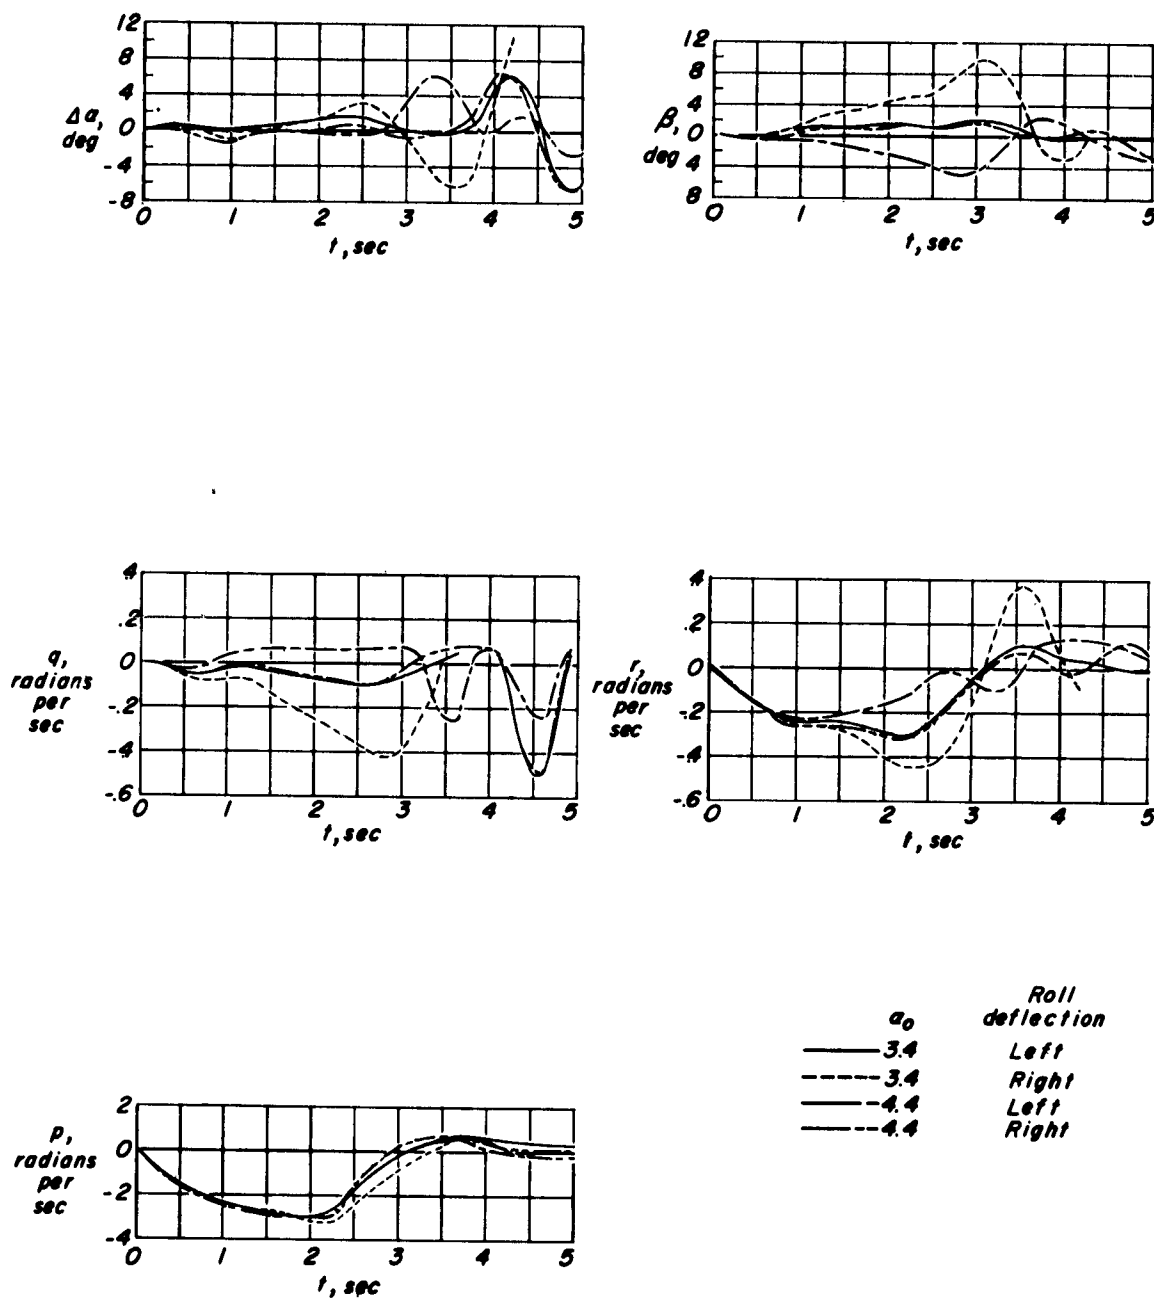 12
8
4
0
-4
-8
Δα,
deg
0 1 2 3 4 5
t, sec
12
8
4
0
4
8
β,
deg
0 1 2 3 4 5
t, sec
.4
.2
0
-.2
-.4
-.6
q,
radians
per
sec
0 1 2 3 4 5
t, sec
.4
.2
0
-.2
-.4
-.6
r,
radians
per
sec
0 1 2 3 4 5
t, sec
2
0
-2
-4
p,
radians
per
sec
0 1 2 3 4 5
t, sec
Roll
α₀ deflection
3.4 Left
3.4 Right
4.4 Left
4.4 Right